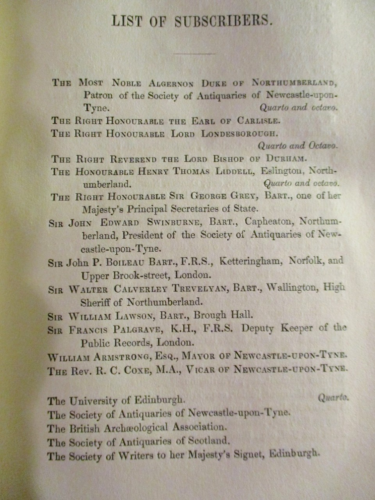 LIST OF SUBSCRIBERS.
THE MOST NOBLE ALGERNON DUKE OF NORTHUMBERLAND,
Patron of the Society of Antiquaries of Newcastle-upon-
Tyne. Quarto and octavo.
THE RIGHT HONOURABLE THE EARL OF CARLISLE.
THE RIGHT HONOURABLE LORD LONDESBOROUGH.
Quarto and Octavo.
THE RIGHT REVEREND THE LORD BISHOP OF DURHAM.
THE HONOURABLE HENRY THOMAS LIDDELL, Eslington, North-
umberland. Quarto and octavo.
THE RIGHT HONOURABLE SIR GEORGE GREY, BART., one of her
Majesty's Principal Secretaries of State.
SIR JOHN EDWARD SWINBURNE, BART., Capheaton, Northum-
berland, President of the Society of Antiquaries of New-
castle-upon-Tyne.
SIR JOHN P. BOILEAU BART., F.R.S., Ketteringham, Norfolk, and
Upper Brook-street, London.
SIR WALTER CALVERLEY TREVELYAN, BART., Wallington, High
Sheriff of Northumberland.
SIR WILLIAM LAWSON, BART., Brough Hall.
SIR FRANCIS PALGRAVE, K.H., F.R.S. Deputy Keeper of the
Public Records, London.
WILLIAM ARMSTRONG, ESQ., MAYOR OF NEWCASTLE-UPON-TYNE.
THE REV. R. C. COXE, M.A., VICAR OF NEWCASTLE-UPON-TYNE.
The University of Edinburgh. Quarto.
The Society of Antiquaries of Newcastle-upon-Tyne.
The British Archæological Association.
The Society of Antiquaries of Scotland.
The Society of Writers to her Majesty's Signet, Edinburgh.